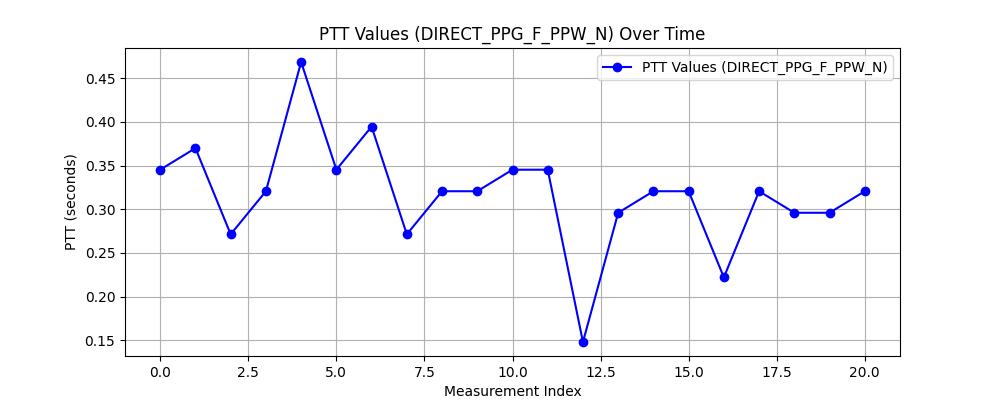 PTT Values (DIRECT_PPG_F_PPW_N) Over Time
PTT Values (DIRECT_PPG_F_PPW_N)
PTT (seconds)
0.45
0.40
0.35
0.30
0.25
0.20
0.15
0.0 2.5 5.0 7.5 10.0 12.5 15.0 17.5 20.0
Measurement Index